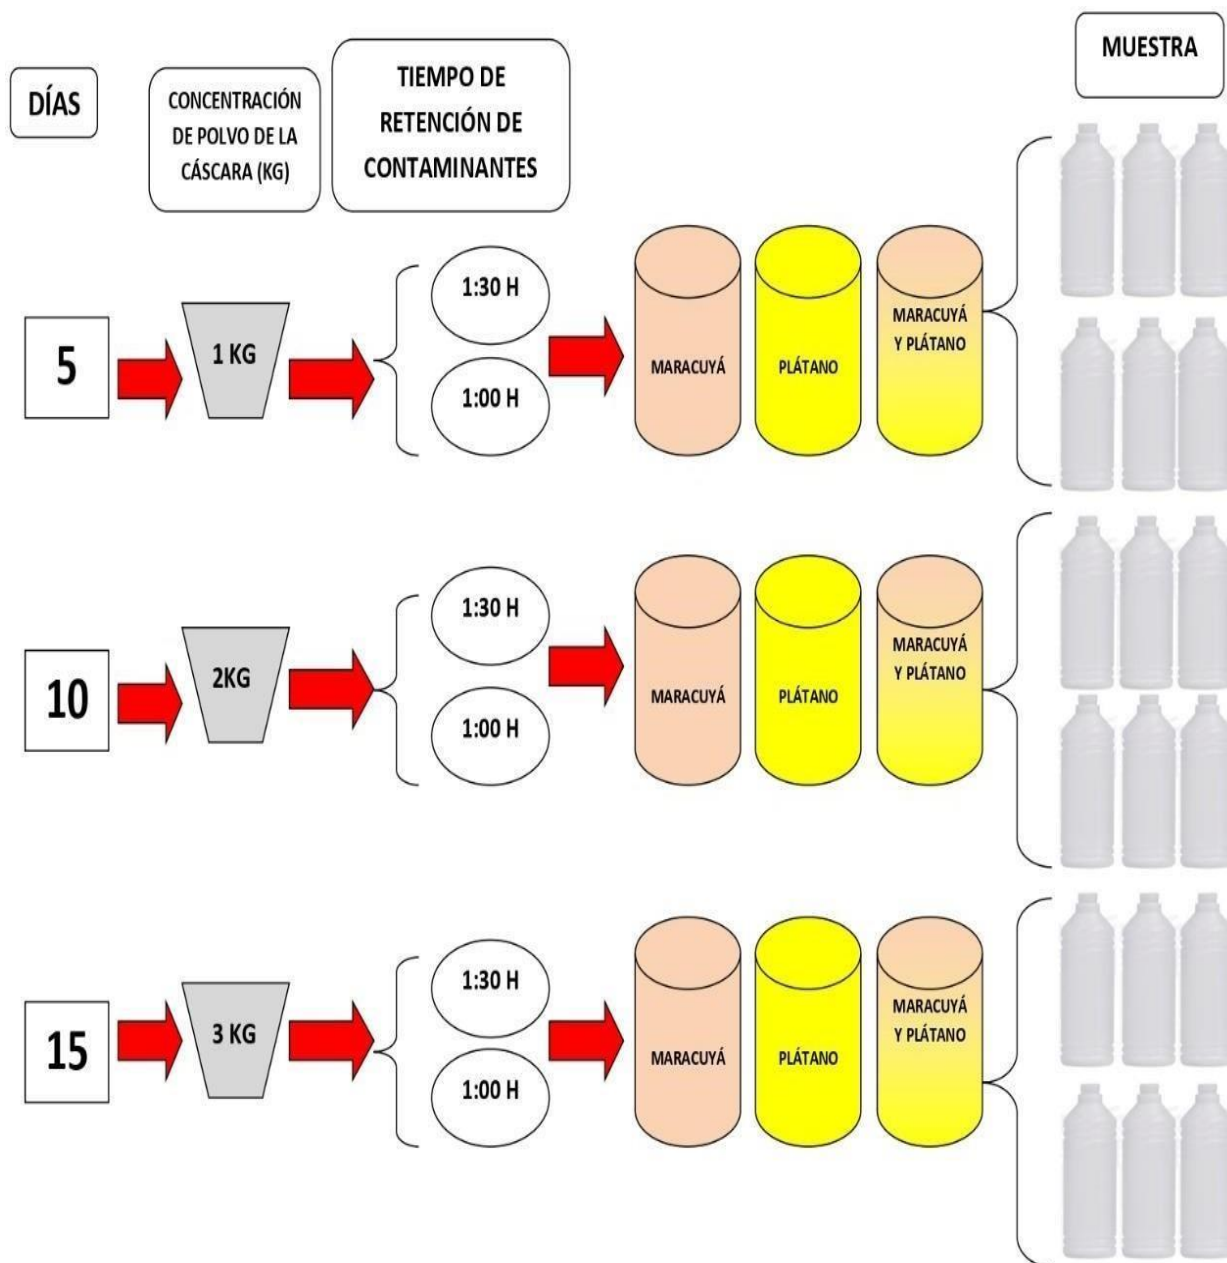 DÍAS
CONCENTRACIÓN
DE POLVO DE LA
CÁSCARA (KG)
TIEMPO DE
RETENCIÓN DE
CONTAMINANTES
MUESTRA
5
1 KG
1:30 H
1:00 H
MARACUYÁ
PLÁTANO
MARACUYÁ
Y PLÁTANO
10
2KG
1:30 H
1:00 H
MARACUYÁ
PLÁTANO
MARACUYÁ
Y PLÁTANO
15
3 KG
1:30 H
1:00 H
MARACUYÁ
PLÁTANO
MARACUYÁ
Y PLÁTANO